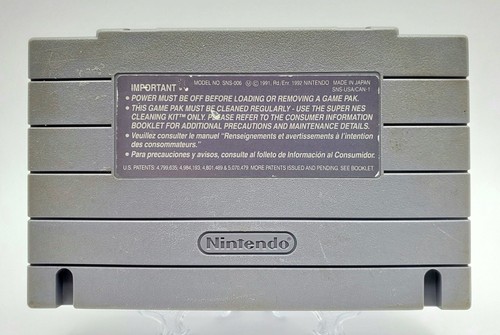 IMPORTANT
MODEL NO. SNS-006 Ⓜ © 1991. Rd./Env. 1992 NINTENDO MADE IN JAPAN
SNS-USA/CAN-1
• POWER MUST BE OFF BEFORE LOADING OR REMOVING A GAME PAK.
• THIS GAME PAK MUST BE CLEANED REGULARLY - USE THE SUPER NES
CLEANING KIT™ ONLY. PLEASE REFER TO THE CONSUMER INFORMATION
BOOKLET FOR ADDITIONAL PRECAUTIONS AND MAINTENANCE DETAILS.
• Veuillez consulter le manuel "Renseignements et avertissements à l'intention
des consommateurs."
• Para precauciones y avisos, consulte al folleto de Información al Consumidor.
U.S. PATENTS 4,799,635; 4,984,193; 4,801,489 & 5,070,479 MORE PATENTS ISSUED AND PENDING SEE BOOKLET
Nintendo